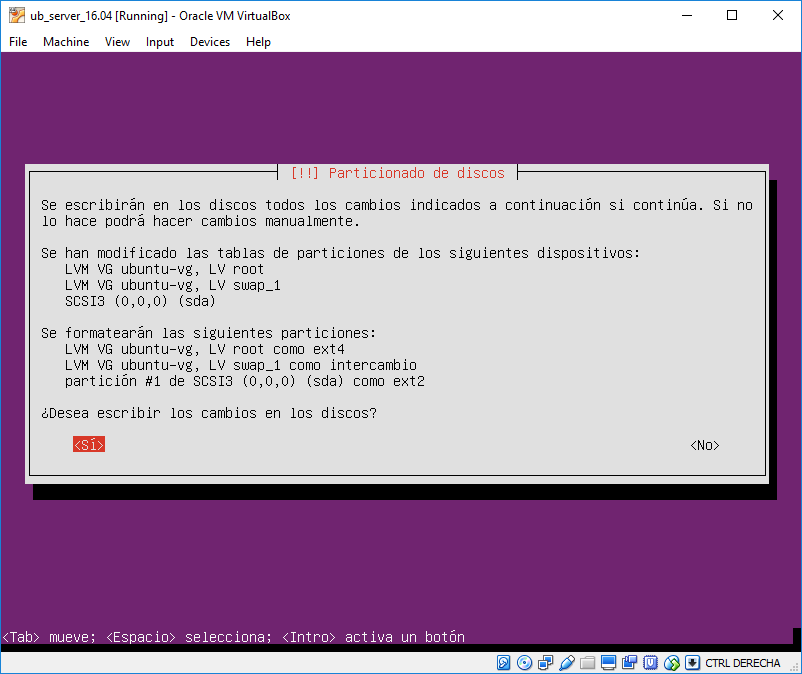 ub_server_16.04 [Running] - Oracle VM VirtualBox
File Machine View Input Devices Help
[!!] Particionado de discos
Se escribirán en los discos todos los cambios indicados a continuación si continúa. Si no
lo hace podrá hacer cambios manualmente.
Se han modificado las tablas de particiones de los siguientes dispositivos:
LVM VG ubuntu-vg, LV root
LVM VG ubuntu-vg, LV swap_1
SCSI3 (0,0,0) (sda)
Se formatearán las siguientes particiones:
LVM VG ubuntu-vg, LV root como ext4
LVM VG ubuntu-vg, LV swap_1 como intercambio
partición #1 de SCSI3 (0,0,0) (sda) como ext2
¿Desea escribir los cambios en los discos?
<Sí> <No>
<Tab> mueve; <Espacio> selecciona; <Intro> activa un botón
CTRL DERECHA